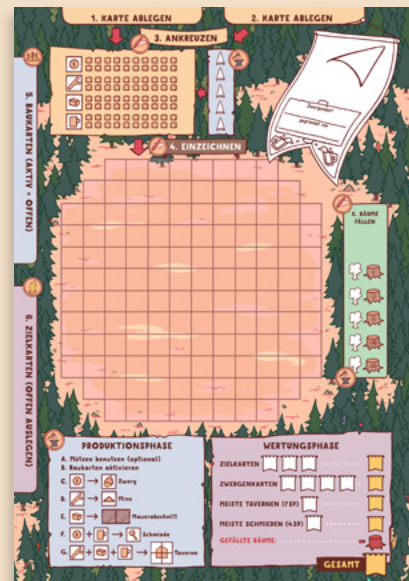 1. KARTE ABLEGEN
2. KARTE ABLEGEN
3. ANKREUZEN
5. BAUKARTEN (AKTIV + OFFEN)
4. EINZEICHNEN
X. BÄUME
FÄLLEN
6. ZIELKARTEN (OFFEN AUSLEGEN)
PRODUKTIONSPHASE
A. Mützen benutzen (optional)
B. Baukarten aktivieren
C. Zwerg
D. Mine
E. Mauerabschnitt
F. Schmiede
G. Taverne
WERTUNGSPHASE
ZIELKARTEN
ZWERGENKARTEN
MEISTE TAVERNEN (7SP)
MEISTE SCHMIEDEN (4SP)
GEFÄLLTE BÄUME:
GESAMT